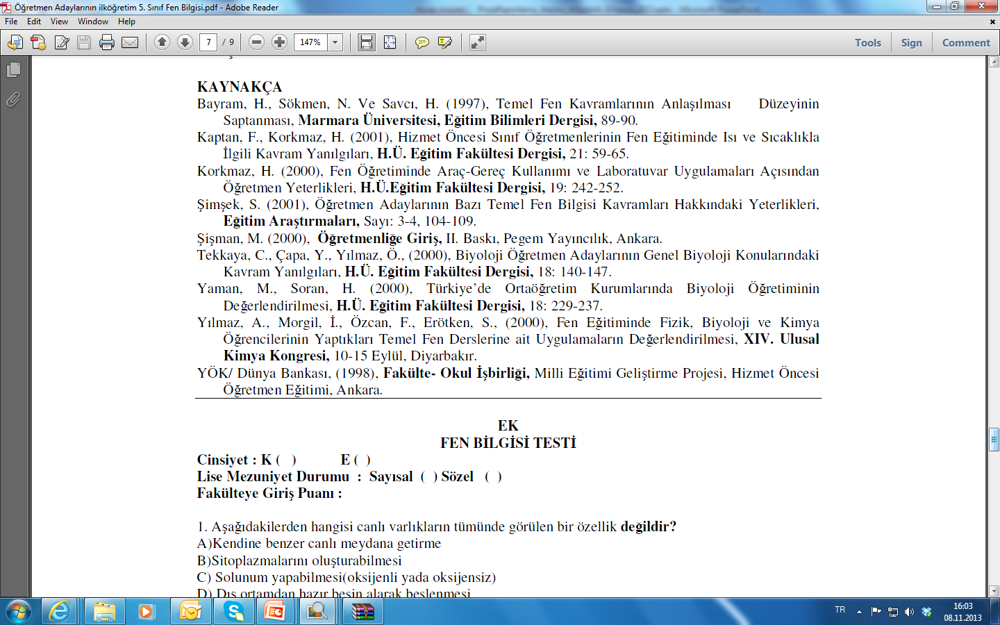 Öğretmen Adaylarının ilköğretim 5. Sınıf Fen Bilgisi.pdf - Adobe Reader
File Edit View Window Help
7 / 9 147% Tools Sign Comment
KAYNAKÇA
Bayram, H., Sökmen, N. Ve Savcı, H. (1997), Temel Fen Kavramlarının Anlaşılması Düzeyinin
Saptanması, Marmara Üniversitesi, Eğitim Bilimleri Dergisi, 89-90.
Kaptan, F., Korkmaz, H. (2001), Hizmet Öncesi Sınıf Öğretmenlerinin Fen Eğitiminde Isı ve Sıcaklıkla
İlgili Kavram Yanılgıları, H.Ü. Eğitim Fakültesi Dergisi, 21: 59-65.
Korkmaz, H. (2000), Fen Öğretiminde Araç-Gereç Kullanımı ve Laboratuvar Uygulamaları Açısından
Öğretmen Yeterlikleri, H.Ü.Eğitim Fakültesi Dergisi, 19: 242-252.
Şimşek, S. (2001), Öğretmen Adaylarının Bazı Temel Fen Bilgisi Kavramları Hakkındaki Yeterlikleri,
Eğitim Araştırmaları, Sayı: 3-4, 104-109.
Şişman, M. (2000), Öğretmenliğe Giriş, II. Baskı, Pegem Yayıncılık, Ankara.
Tekkaya, C., Çapa, Y., Yılmaz, Ö., (2000), Biyoloji Öğretmen Adaylarının Genel Biyoloji Konularındaki
Kavram Yanılgıları, H.Ü. Eğitim Fakültesi Dergisi, 18: 140-147.
Yaman, M., Soran, H. (2000), Türkiye’de Ortaöğretim Kurumlarında Biyoloji Öğretiminin
Değerlendirilmesi, H.Ü. Eğitim Fakültesi Dergisi, 18: 229-237.
Yılmaz, A., Morgil, İ., Özcan, F., Erötken, S., (2000), Fen Eğitiminde Fizik, Biyoloji ve Kimya
Öğrencilerinin Yaptıkları Temel Fen Derslerine ait Uygulamaların Değerlendirilmesi, XIV. Ulusal
Kimya Kongresi, 10-15 Eylül, Diyarbakır.
YÖK/ Dünya Bankası, (1998), Fakülte- Okul İşbirliği, Milli Eğitimi Geliştirme Projesi, Hizmet Öncesi
Öğretmen Eğitimi, Ankara.
EK
FEN BİLGİSİ TESTİ
Cinsiyet : K ( ) E ( )
Lise Mezuniyet Durumu : Sayısal ( ) Sözel ( )
Fakülteye Giriş Puanı :
1. Aşağıdakilerden hangisi canlı varlıkların tümünde görülen bir özellik değildir?
A)Kendine benzer canlı meydana getirme
B)Sitoplazmalarını oluşturabilmesi
C) Solunum yapabilmesi(oksijenli yada oksijensiz)
D) Dış ortamdan hazır besin alarak beslenmesi
TR 16:03
08.11.2013